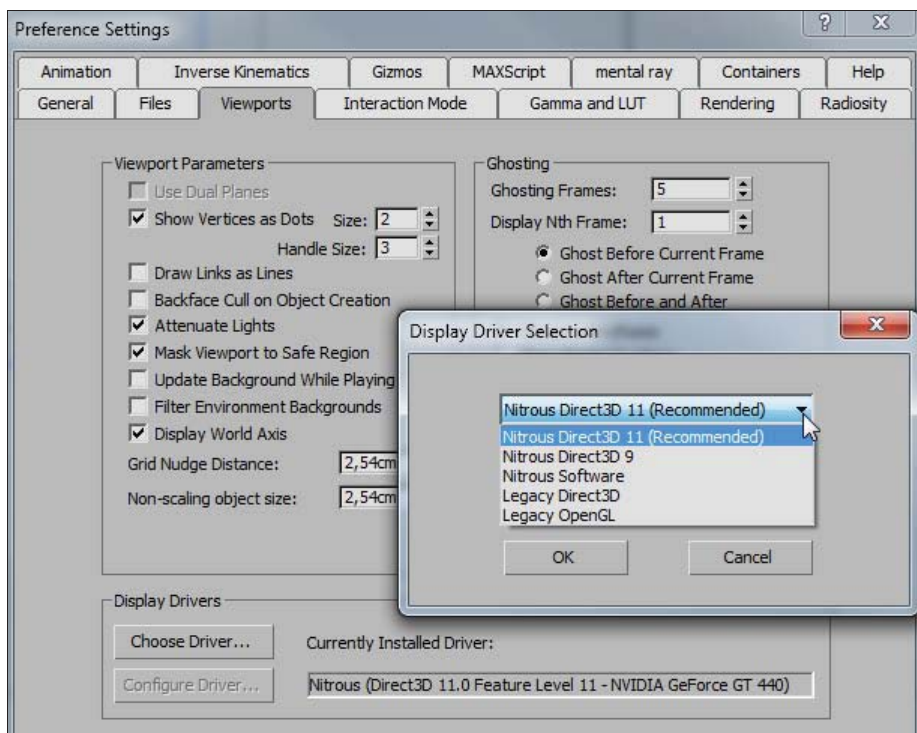 Preference Settings
Animation Inverse Kinematics Gizmos MAXScript mental ray Containers Help
General Files Viewports Interaction Mode Gamma and LUT Rendering Radiosity
Viewport Parameters
Use Dual Planes
Show Vertices as Dots Size: 2
Handle Size: 3
Draw Links as Lines
Backface Cull on Object Creation
Attenuate Lights
Mask Viewport to Safe Region
Update Background While Playing
Filter Environment Backgrounds
Display World Axis
Grid Nudge Distance: 2,54cm
Non-scaling object size: 2,54cm
Ghosting
Ghosting Frames: 5
Display Nth Frame: 1
Ghost Before Current Frame
Ghost After Current Frame
Ghost Before and After
Display Driver Selection
Nitrous Direct3D 11 (Recommended)
Nitrous Direct3D 11 (Recommended)
Nitrous Direct3D 9
Nitrous Software
Legacy Direct3D
Legacy OpenGL
OK Cancel
Display Drivers
Choose Driver... Currently Installed Driver:
Configure Driver... Nitrous (Direct3D 11.0 Feature Level 11 - NVIDIA GeForce GT 440)